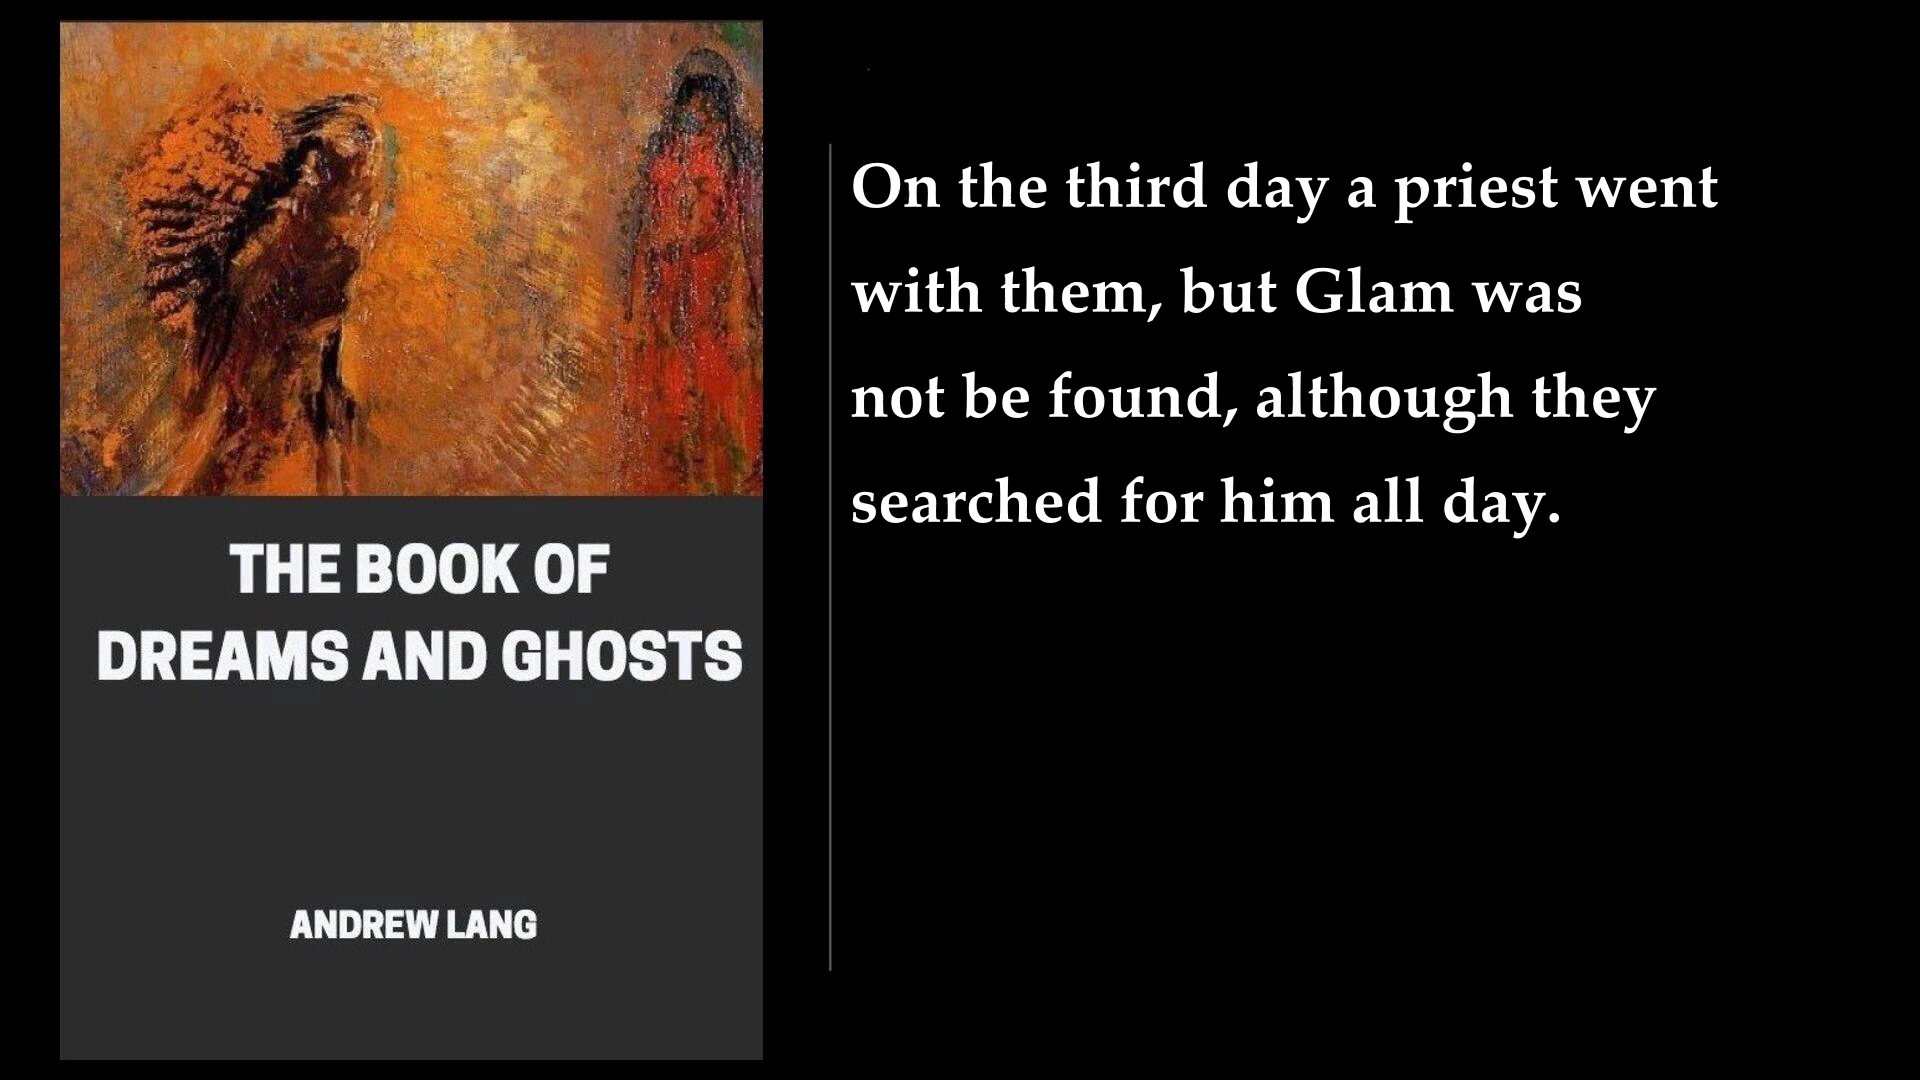 THE BOOK OF
DREAMS AND GHOSTS
ANDREW LANG
On the third day a priest went
with them, but Glam was
not be found, although they
searched for him all day.